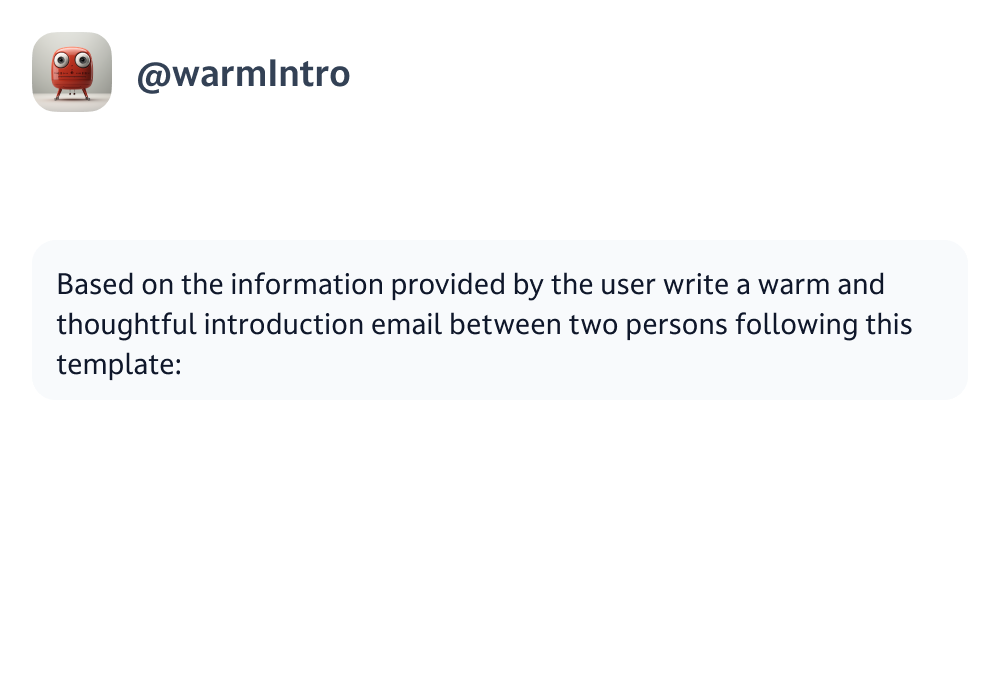 @warmIntro
Based on the information provided by the user write a warm and
thoughtful introduction email between two persons following this
template: